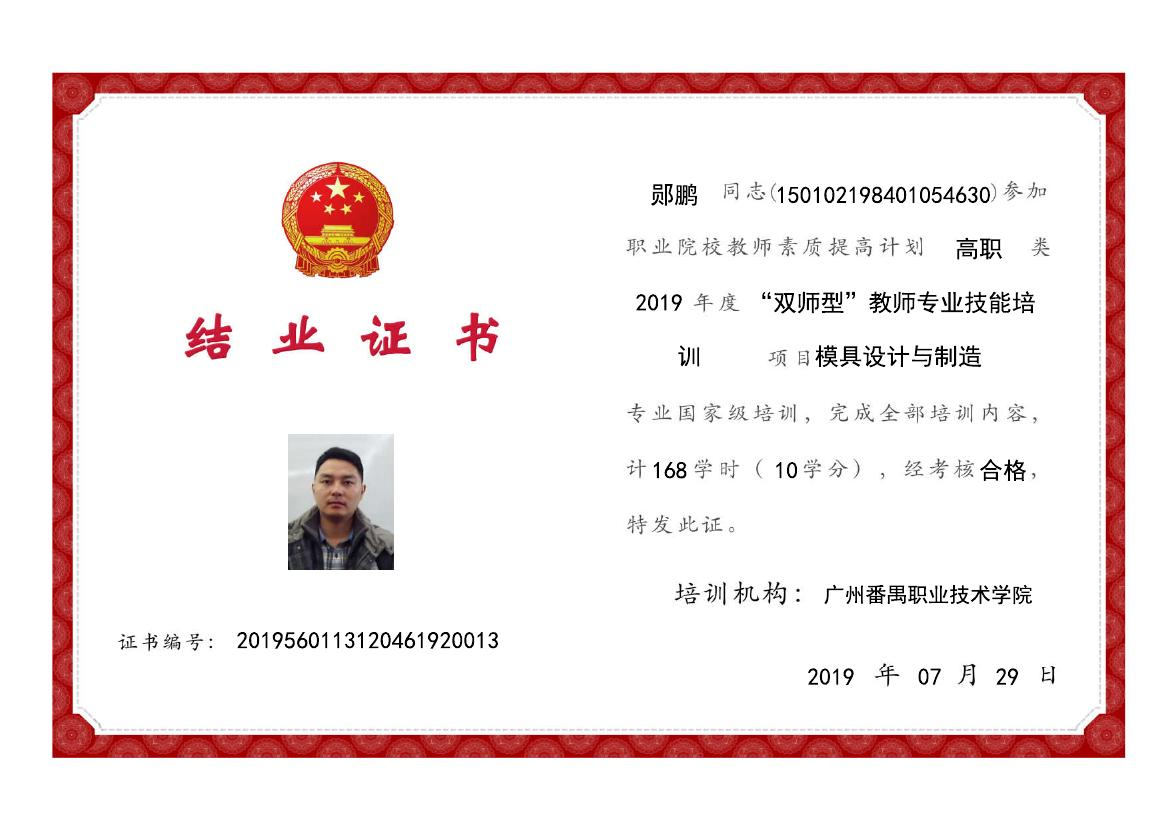 结业证书
证书编号： 2019560113120461920013
郧鹏 同志(150102198401054630)参加
职业院校教师素质提高计划 高职 类
2019 年度 “双师型”教师专业技能培
训 项目模具设计与制造
专业国家级培训，完成全部培训内容，
计168学时（ 10学分），经考核合格，
特发此证。
培训机构： 广州番禺职业技术学院
2019 年 07 月 29 日